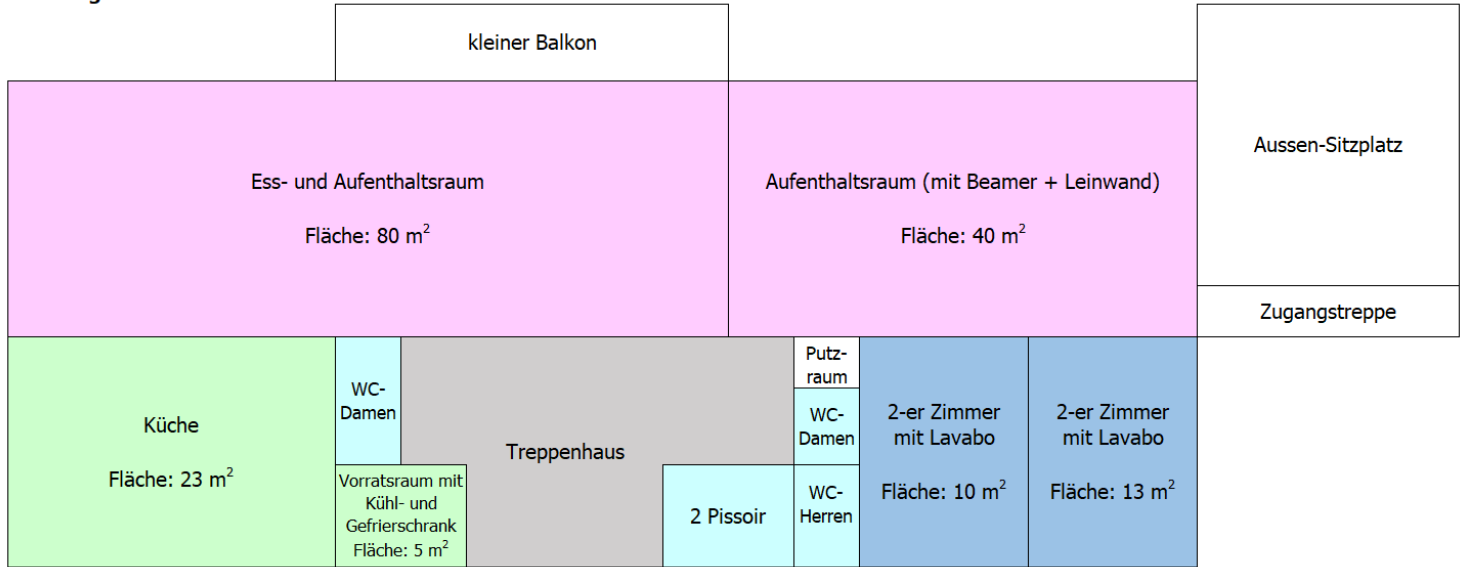 kleiner Balkon
Aussen-Sitzplatz
Ess- und Aufenthaltsraum
Fläche: 80 m²
Aufenthaltsraum (mit Beamer + Leinwand)
Fläche: 40 m²
Zugangstreppe
Küche
Fläche: 23 m²
WC-
Damen
Vorratsraum mit
Kühl- und
Gefrierschrank
Fläche: 5 m²
Treppenhaus
2 Pissoir
Putz-
raum
WC-
Damen
WC-
Herren
2-er Zimmer
mit Lavabo
Fläche: 10 m²
2-er Zimmer
mit Lavabo
Fläche: 13 m²